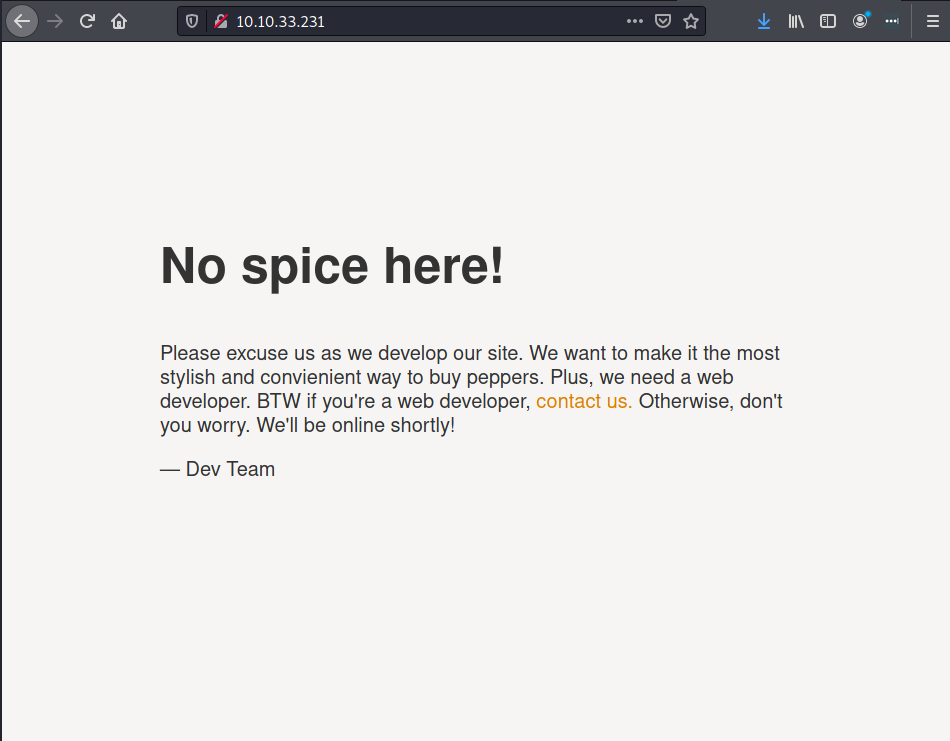 10.10.33.231
No spice here!
Please excuse us as we develop our site. We want to make it the most
stylish and convienient way to buy peppers. Plus, we need a web
developer. BTW if you're a web developer, contact us. Otherwise, don't
you worry. We'll be online shortly!
— Dev Team